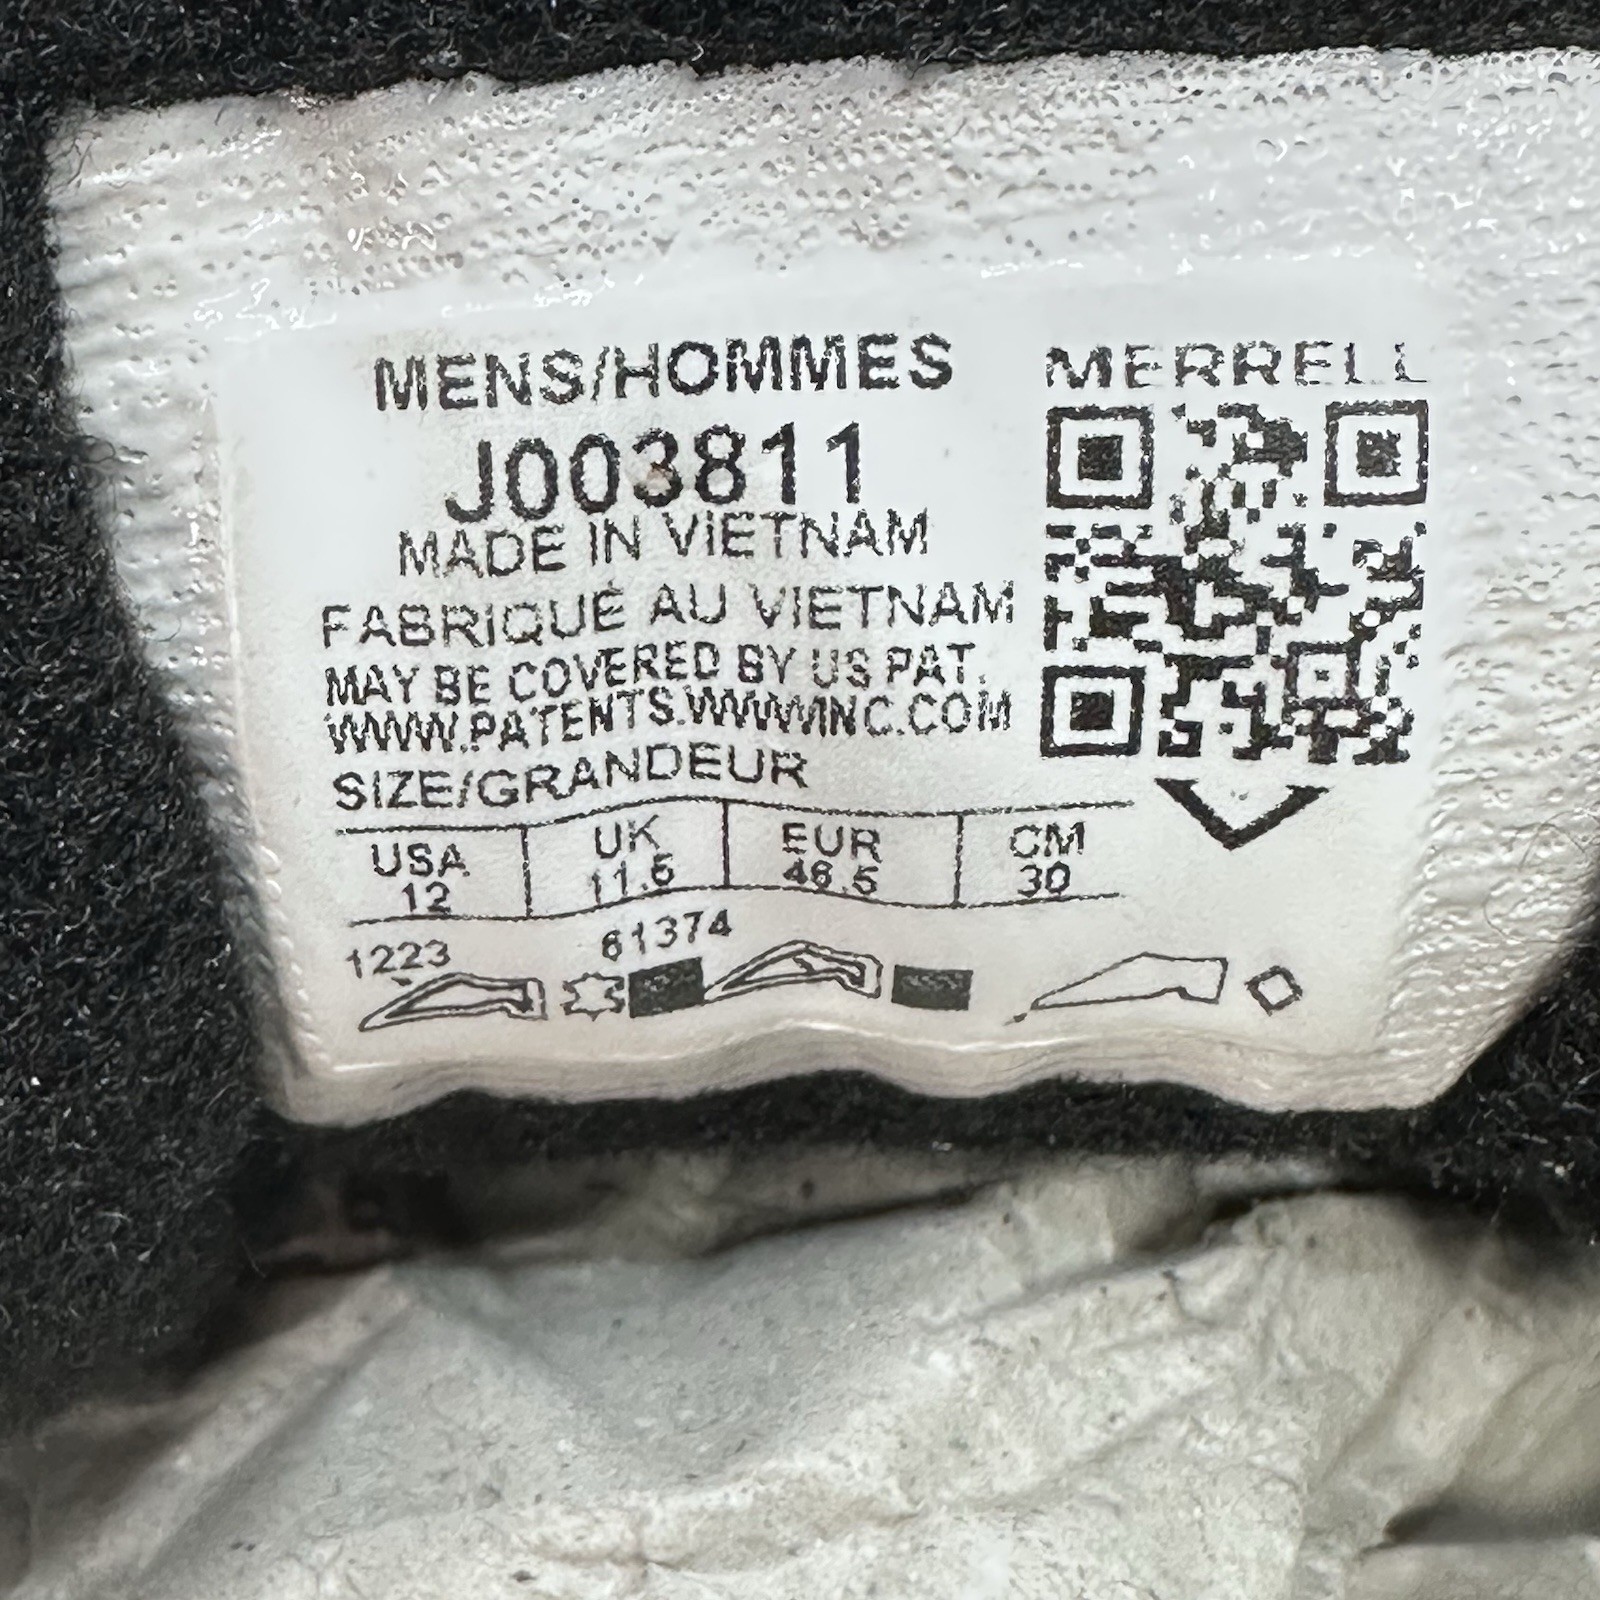 MENS/HOMMES
J003811
MADE IN VIETNAM
FABRIQUÉ AU VIETNAM
MAY BE COVERED BY US PAT.
WWW.PATENTS.WWWINC.COM
SIZE/GRANDEUR
USA UK EUR CM
12 11.5 46.5 30
1223 61374
MERRELL